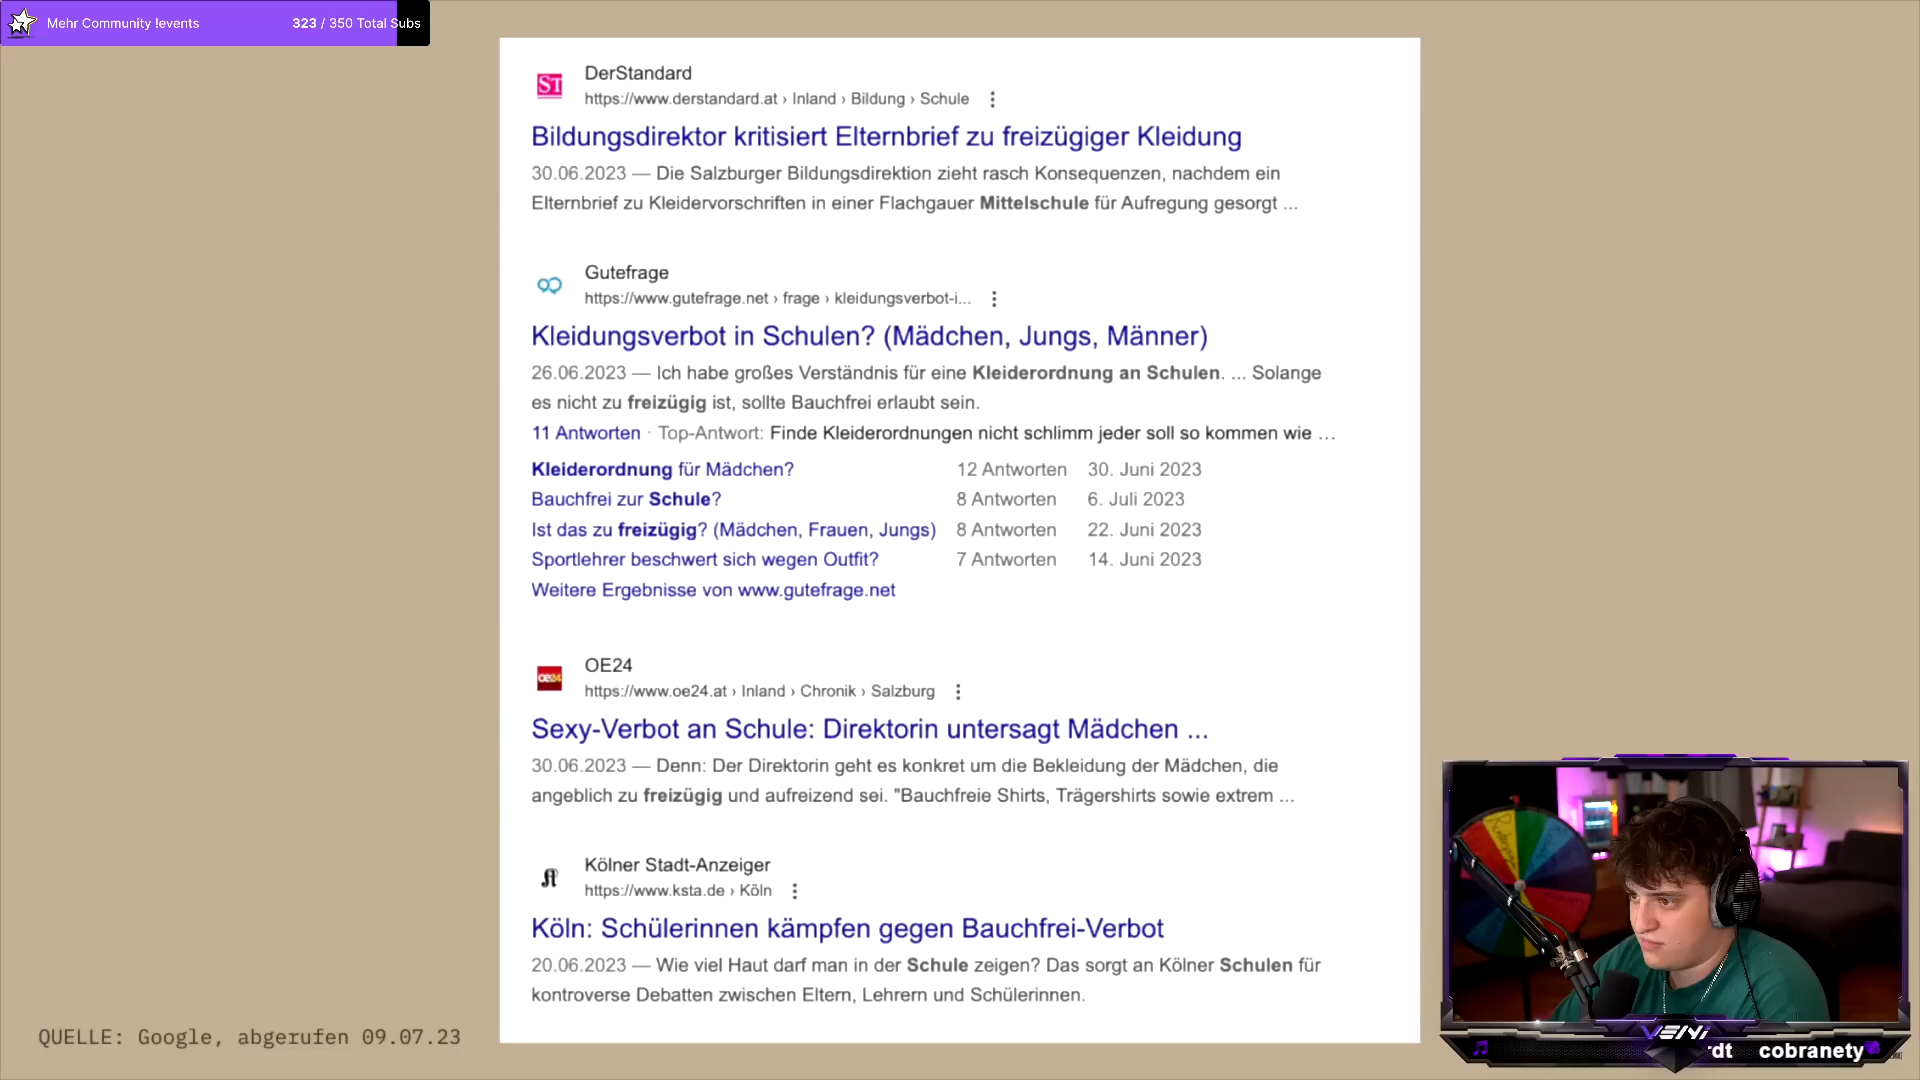 Mehr Community !events
323 / 350 Total Subs
ST
DerStandard
https://www.derstandard.at › Inland › Bildung › Schule
Bildungsdirektor kritisiert Elternbrief zu freizügiger Kleidung
30.06.2023 — Die Salzburger Bildungsdirektion zieht rasch Konsequenzen, nachdem ein
Elternbrief zu Kleidervorschriften in einer Flachgauer Mittelschule für Aufregung gesorgt ...
Gutefrage
https://www.gutefrage.net › frage › kleidungsverbot-i...
Kleidungsverbot in Schulen? (Mädchen, Jungs, Männer)
26.06.2023 — Ich habe großes Verständnis für eine Kleiderordnung an Schulen. ... Solange
es nicht zu freizügig ist, sollte Bauchfrei erlaubt sein.
11 Antworten · Top-Antwort: Finde Kleiderordnungen nicht schlimm jeder soll so kommen wie ...
Kleiderordnung für Mädchen? 12 Antworten 30. Juni 2023
Bauchfrei zur Schule? 8 Antworten 6. Juli 2023
Ist das zu freizügig? (Mädchen, Frauen, Jungs) 8 Antworten 22. Juni 2023
Sportlehrer beschwert sich wegen Outfit? 7 Antworten 14. Juni 2023
Weitere Ergebnisse von www.gutefrage.net
oe24
OE24
https://www.oe24.at › Inland › Chronik › Salzburg
Sexy-Verbot an Schule: Direktorin untersagt Mädchen ...
30.06.2023 — Denn: Der Direktorin geht es konkret um die Bekleidung der Mädchen, die
angeblich zu freizügig und aufreizend sei. "Bauchfreie Shirts, Trägershirts sowie extrem ...
Kölner Stadt-Anzeiger
https://www.ksta.de › Köln
Köln: Schülerinnen kämpfen gegen Bauchfrei-Verbot
20.06.2023 — Wie viel Haut darf man in der Schule zeigen? Das sorgt an Kölner Schulen für
kontroverse Debatten zwischen Eltern, Lehrern und Schülerinnen.
QUELLE: Google, abgerufen 09.07.23
VENI
rdt cobranety